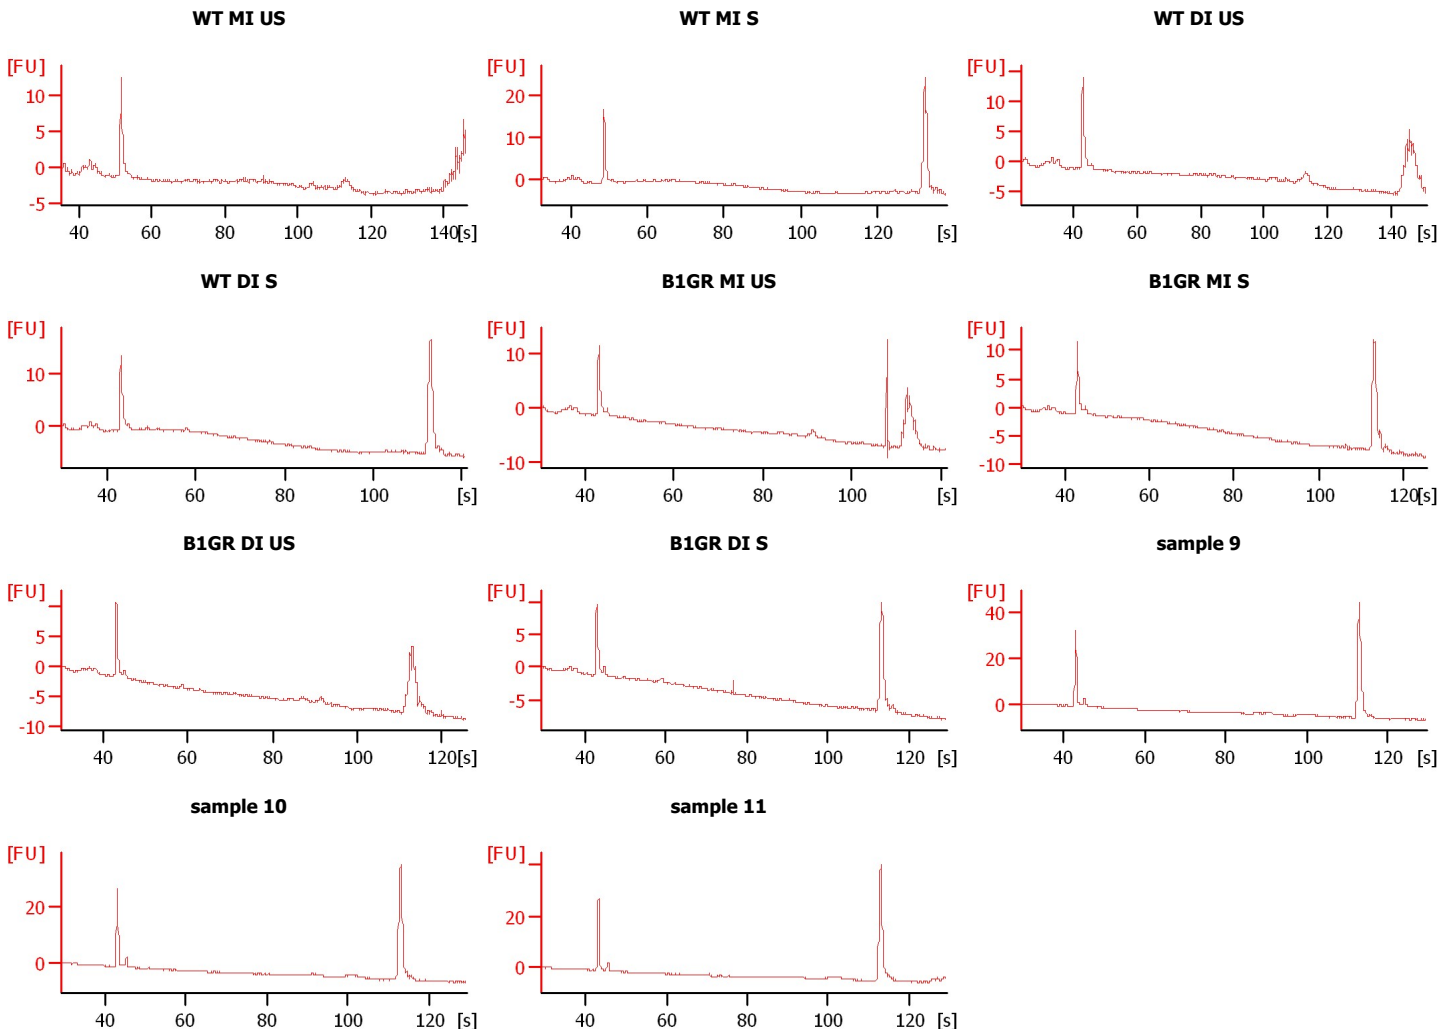 WT MI US
[FU]
10
5
0
-5
40 60 80 100 120 140[s]
WT MI S
[FU]
20
10
0
40 60 80 100 120 [s]
WT DI US
[FU]
10
5
0
-5
40 60 80 100 120 140 [s]
WT DI S
[FU]
10
0
40 60 80 100 [s]
B1GR MI US
[FU]
10
0
-10
40 60 80 100 [s]
B1GR MI S
[FU]
10
5
0
-5
-10
40 60 80 100 120[s]
B1GR DI US
[FU]
5
0
-5
-10
40 60 80 100 120[s]
B1GR DI S
[FU]
5
0
-5
40 60 80 100 120 [s]
sample 9
[FU]
40
20
0
40 60 80 100 120 [s]
sample 10
[FU]
20
0
40 60 80 100 120 [s]
sample 11
[FU]
20
0
40 60 80 100 120 [s]